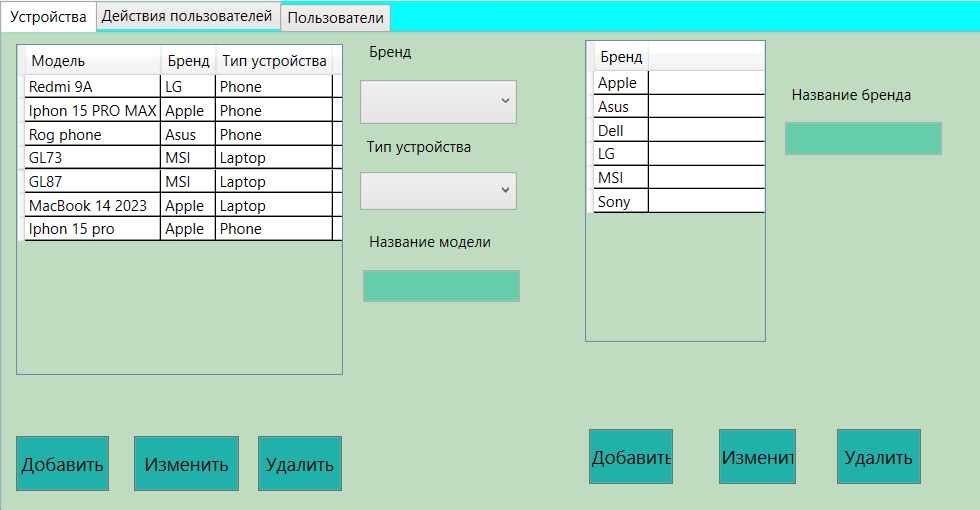 Устройства Действия пользователей Пользователи
Модель Бренд Тип устройства
Redmi 9A LG Phone
Iphon 15 PRO MAX Apple Phone
Rog phone Asus Phone
GL73 MSI Laptop
GL87 MSI Laptop
MacBook 14 2023 Apple Laptop
Iphon 15 pro Apple Phone
Бренд
Тип устройства
Название модели
Бренд
Apple
Asus
Dell
LG
MSI
Sony
Название бренда
Добавить Изменить Удалить
Добавить Изменит Удалить